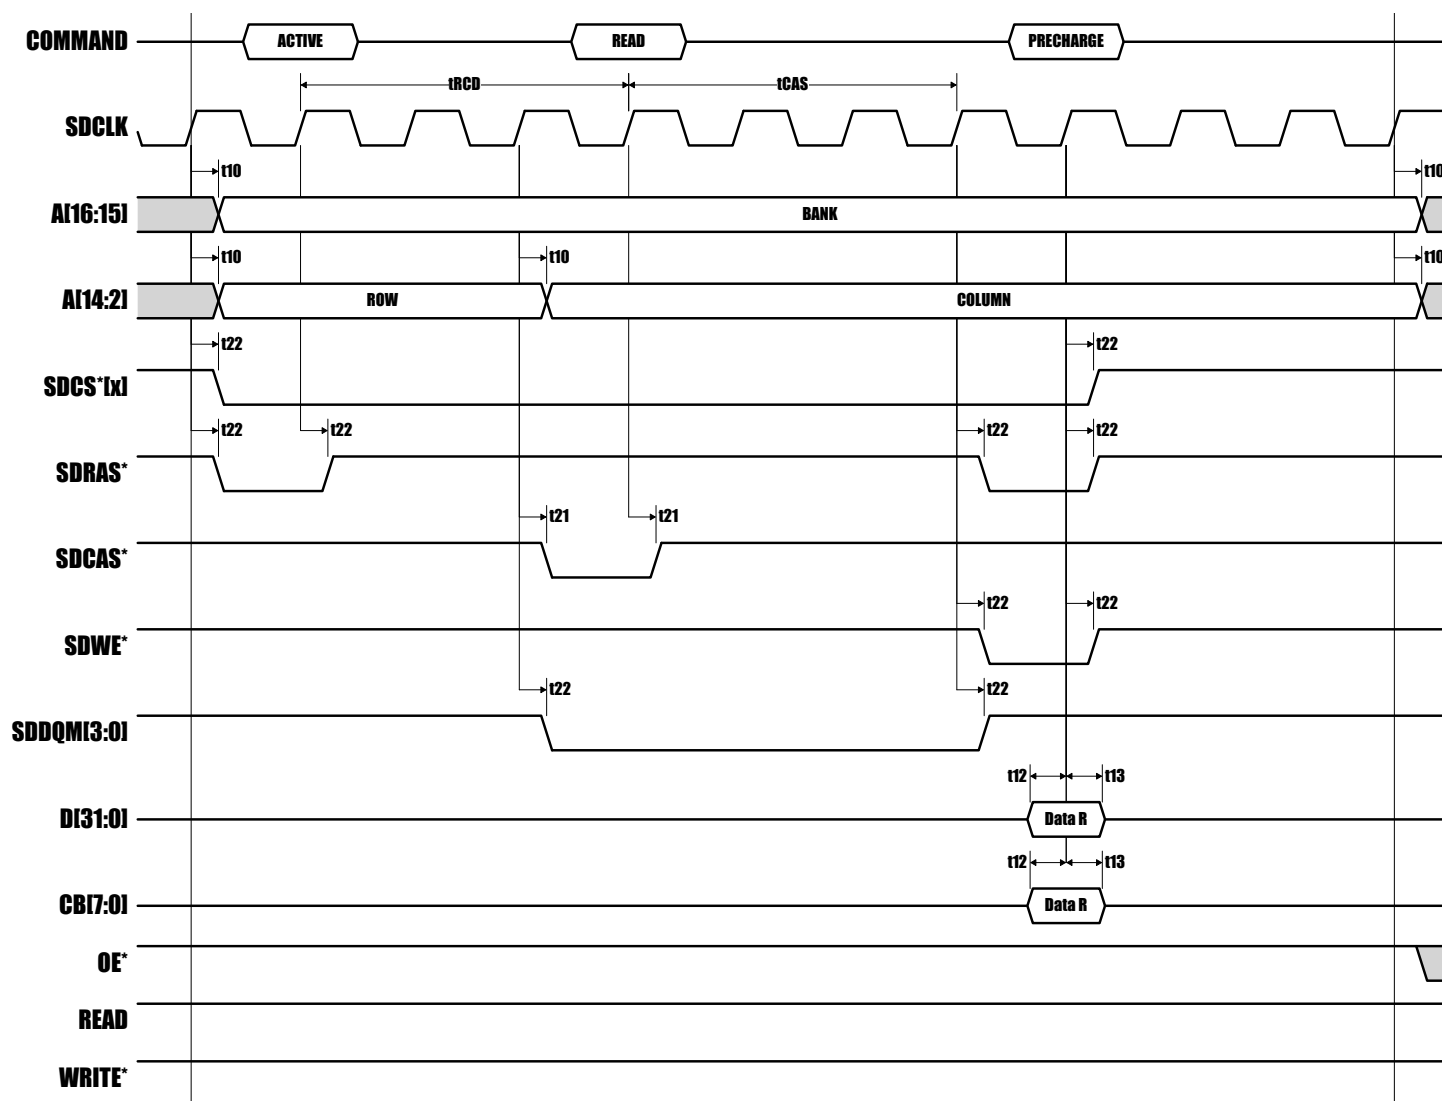 COMMAND ACTIVE READ PRECHARGE
tRCD tCAS
SDCLK
t10 t10
A[16:15] BANK
t10 t10 t10
A[14:2] ROW COLUMN
t22 t22
SDCS*[x]
t22 t22 t22 t22
SDRAS*
t21 t21
SDCAS*
t22 t22
SDWE*
t22 t22
SDDQM[3:0]
t12 t13
D[31:0] Data R
t12 t13
CB[7:0] Data R
OE*
READ
WRITE*